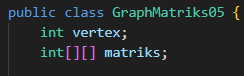 public class GraphMatriks05 {
int vertex;
int[][] matriks;